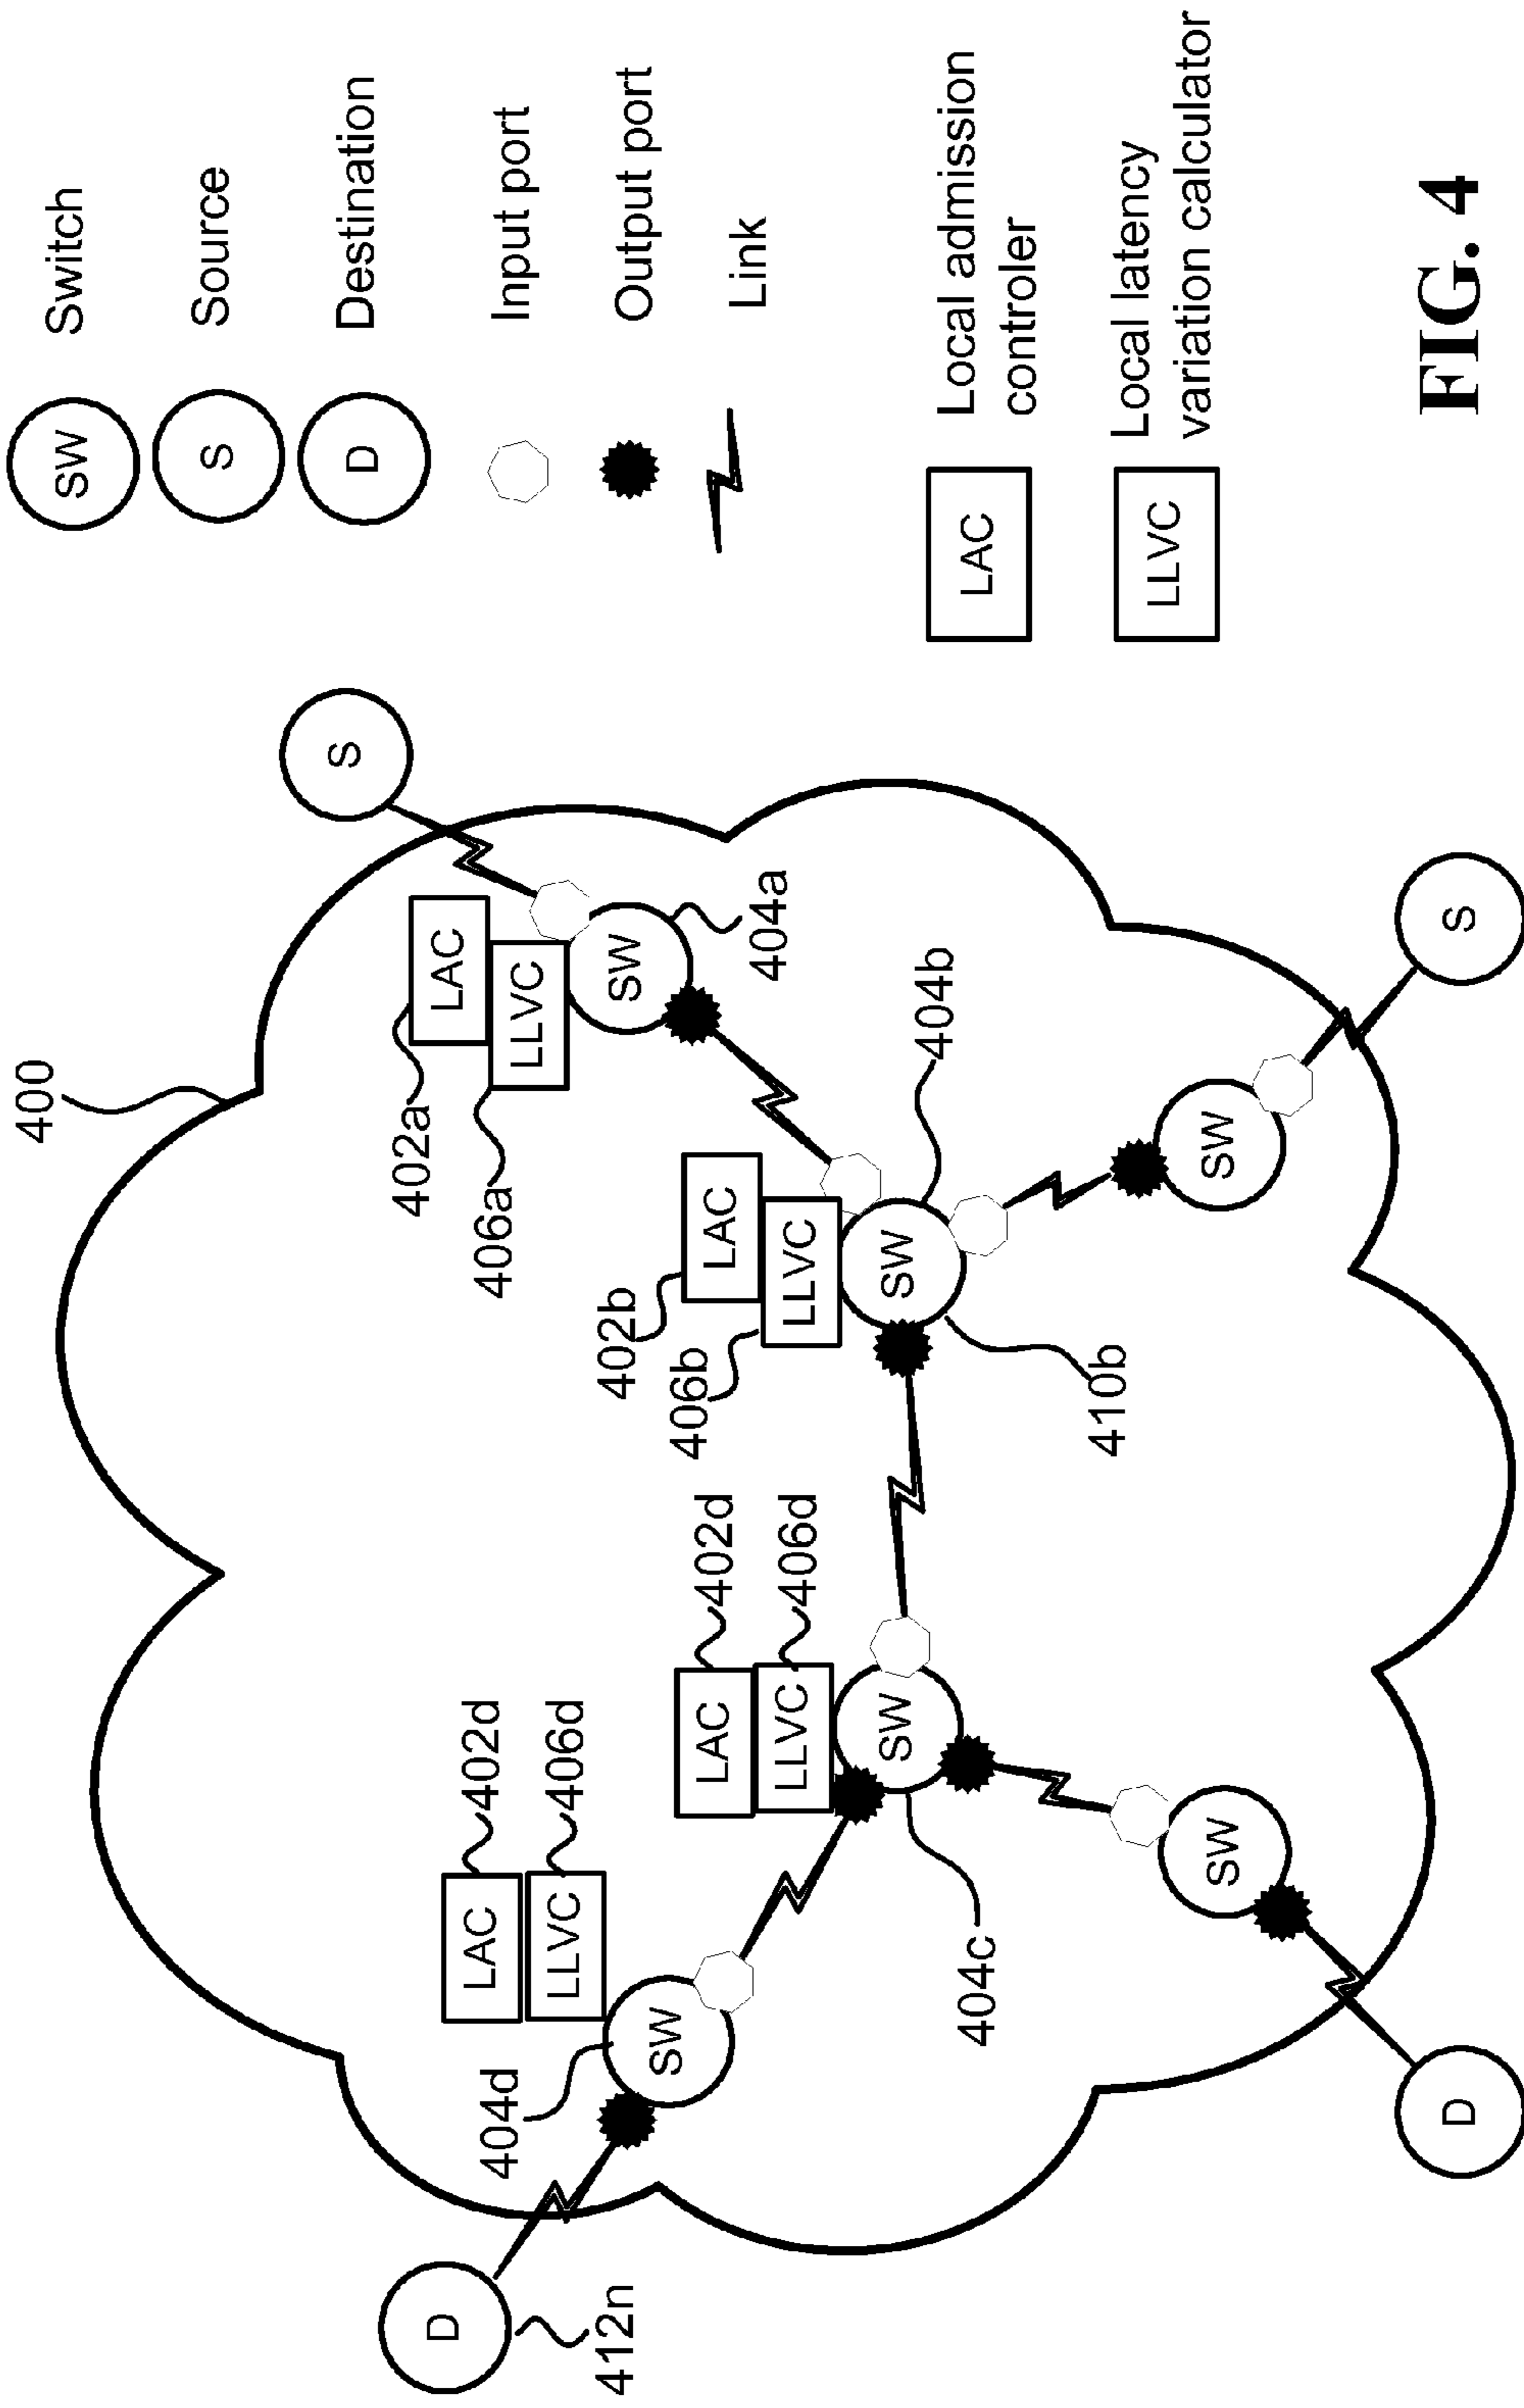 400
D
412n
404d
SW
LAC
402d
LLVC
406d
LAC
402d
LLVC
406d
SW
404c
402b
LAC
406b
LLVC
SW
404b
410b
402a
LAC
406a
LLVC
SW
404a
S
SW
D
SW
S
SW
Switch
S
Source
D
Destination
Input port
Output port
Link
LAC
Local admission
controler
LLVC
Local latency
variation calculator
FIG. 4